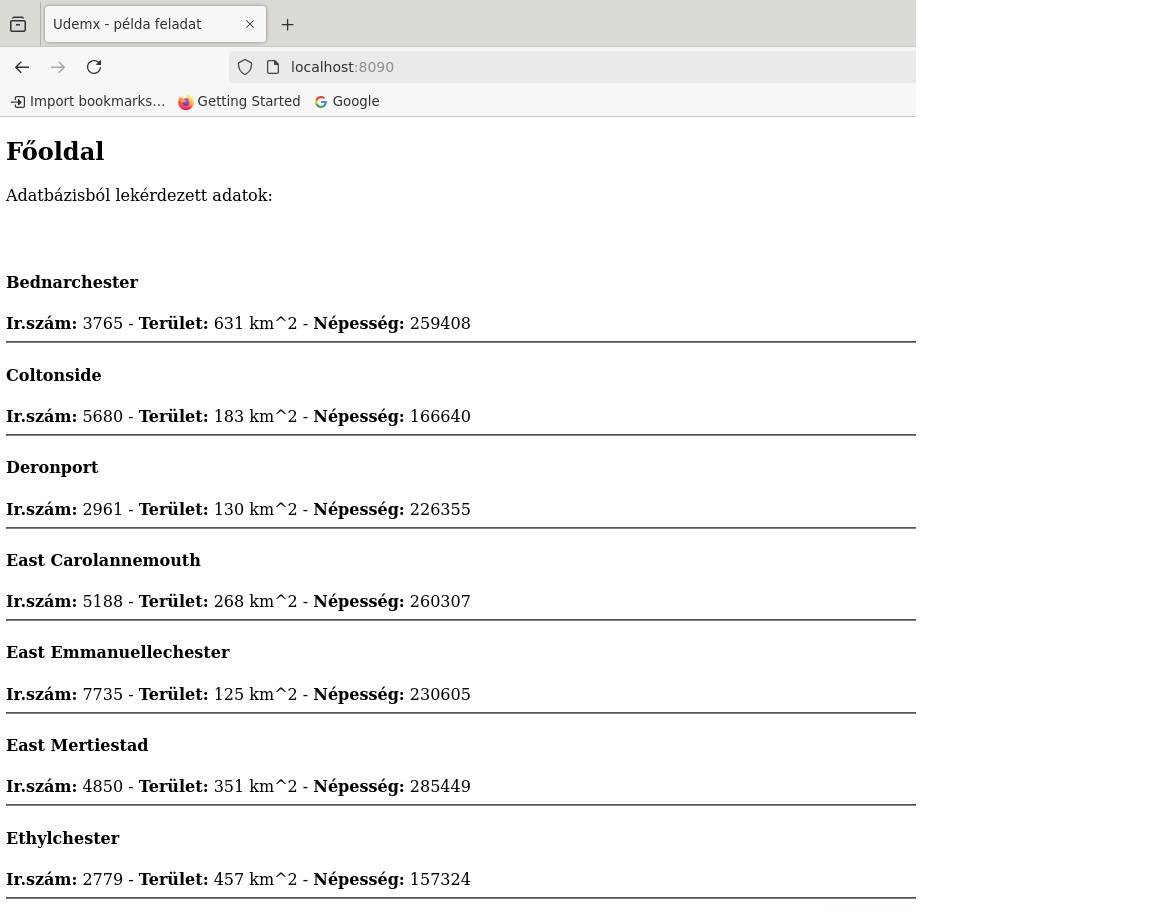 Udemx - példa feladat
localhost:8090
Import bookmarks... Getting Started Google
Főoldal
Adatbázisból lekérdezett adatok:
Bednarchester
Ir.szám: 3765 - Terület: 631 km^2 - Népesség: 259408
Coltonside
Ir.szám: 5680 - Terület: 183 km^2 - Népesség: 166640
Deronport
Ir.szám: 2961 - Terület: 130 km^2 - Népesség: 226355
East Carolannemouth
Ir.szám: 5188 - Terület: 268 km^2 - Népesség: 260307
East Emmanuellechester
Ir.szám: 7735 - Terület: 125 km^2 - Népesség: 230605
East Mertiestad
Ir.szám: 4850 - Terület: 351 km^2 - Népesség: 285449
Ethylchester
Ir.szám: 2779 - Terület: 457 km^2 - Népesség: 157324